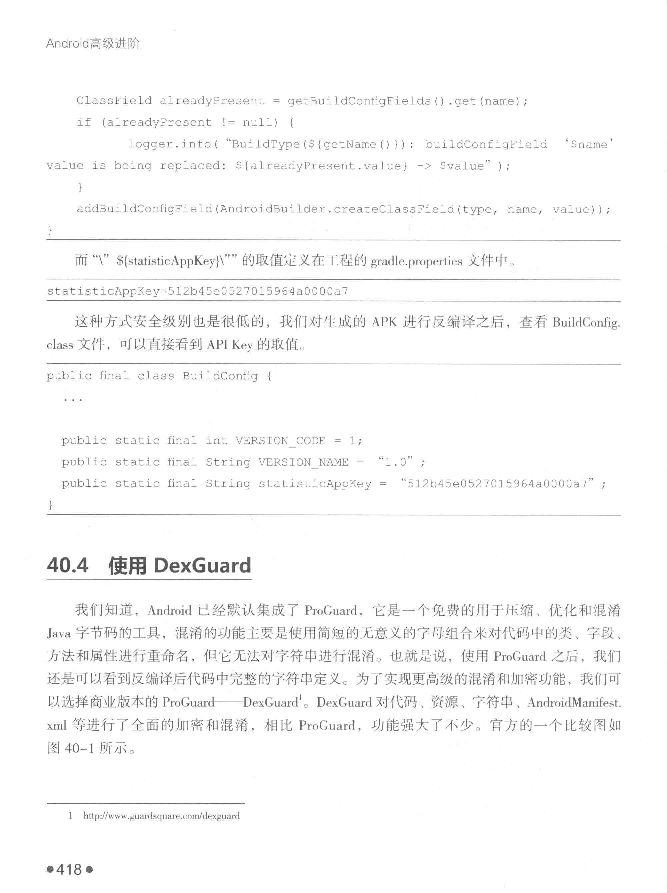 Android高级进阶
ClassField alreadyPresent = getBuildConfigFields().get(name);
if (alreadyPresent != null) {
logger.info( “BuildType(${getName()}): buildConfigField ‘$name’
value is being replaced: ${alreadyPresent.value} -> $value” );
}
addBuildConfigField(AndroidBuilder.createClassField(type, name, value));
}
而 “\” ${statisticAppKey}\”” 的取值定义在工程的 gradle.properties 文件中。
statisticAppKey=512b45e0527015964a0000a7
这种方式安全级别也是很低的，我们对生成的 APK 进行反编译之后，查看 BuildConfig.
class 文件，可以直接看到 API Key 的取值。
public final class BuildConfig {
...
public static final int VERSION_CODE = 1;
public static final String VERSION_NAME = “1.0” ;
public static final String statisticAppKey = “512b45e0527015964a0000a7” ;
}
40.4 使用 DexGuard
我们知道，Android 已经默认集成了 ProGuard，它是一个免费的用于压缩、优化和混淆
Java 字节码的工具，混淆的功能主要是使用简短的无意义的字母组合来对代码中的类、字段、
方法和属性进行重命名，但它无法对字符串进行混淆。也就是说，使用 ProGuard 之后，我们
还是可以看到反编译后代码中完整的字符串定义。为了实现更高级的混淆和加密功能，我们可
以选择商业版本的 ProGuard——DexGuard¹。DexGuard 对代码、资源、字符串、AndroidManifest.
xml 等进行了全面的加密和混淆，相比 ProGuard，功能强大了不少。官方的一个比较图如
图 40-1 所示。
1 http://www.guardsquare.com/dexguard
●418●